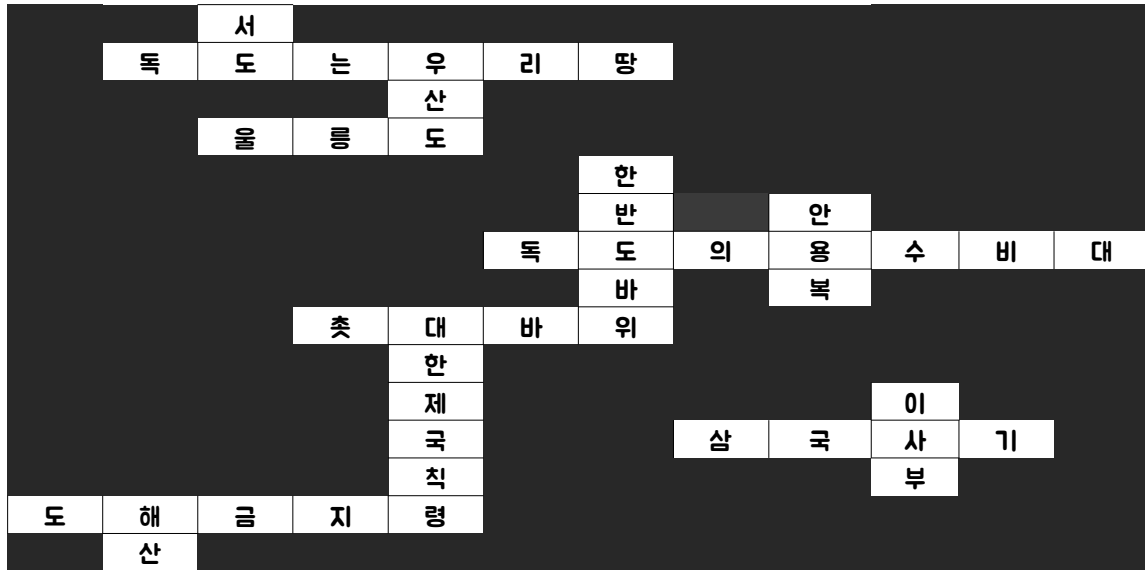 서
독 도 는 우 리 땅
산
울 릉 도
한
반 안
독 도 의 용 수 비 대
바 복
촛 대 바 위
한
제 이
국 삼 국 사 기
칙 부
도 해 금 지 령
산